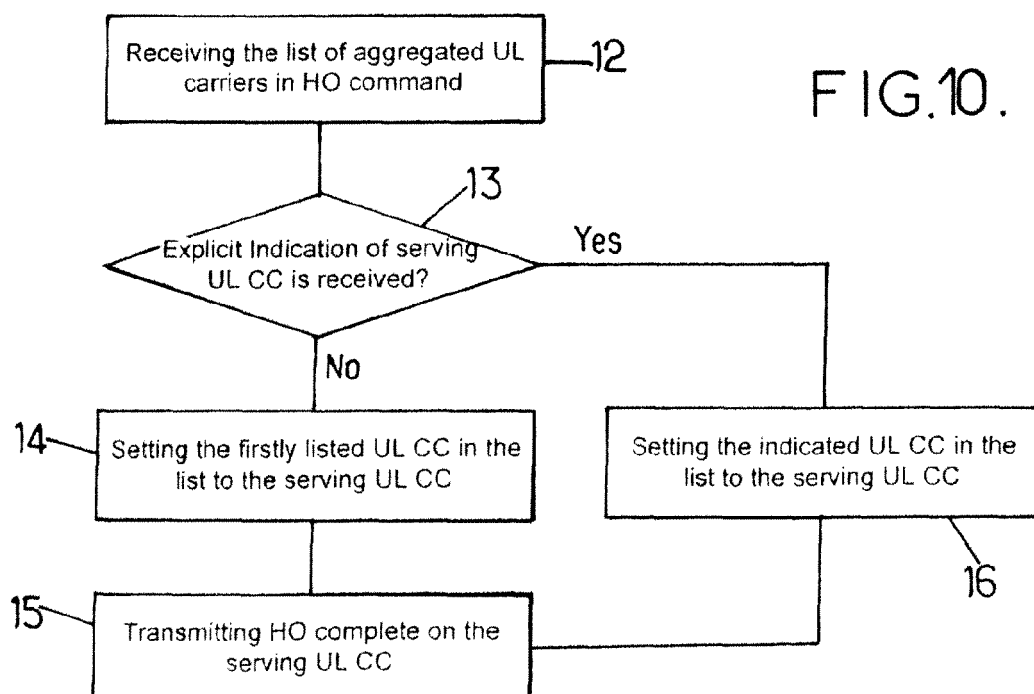 Receiving the list of aggregated UL
carriers in HO command
12
FIG.10.
13
Explicit Indication of serving
UL CC is received?
Yes
No
14
Setting the firstly listed UL CC in the
list to the serving UL CC
Setting the indicated UL CC in the
list to the serving UL CC
16
15
Transmitting HO complete on the
serving UL CC